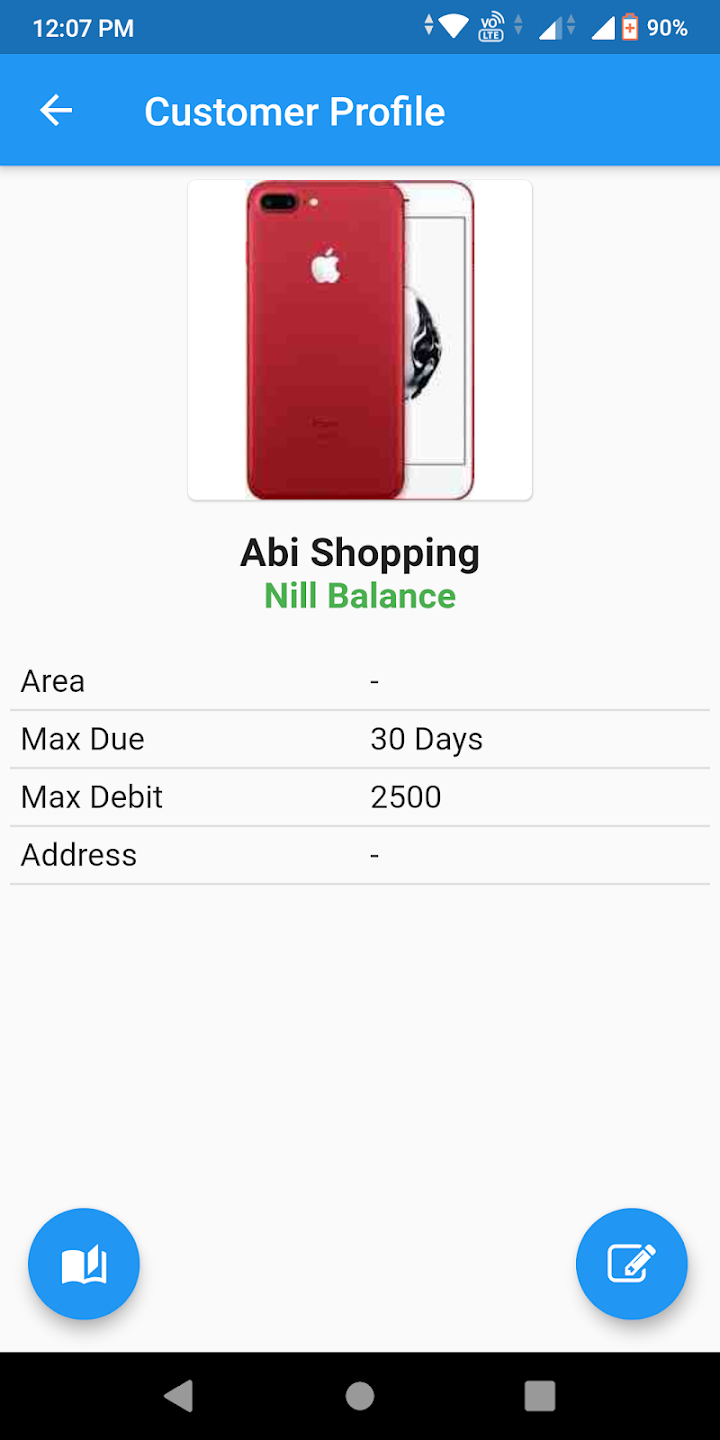 12:07 PM
VO
LTE
90%
Customer Profile
Abi Shopping
Nill Balance
Area -
Max Due 30 Days
Max Debit 2500
Address -